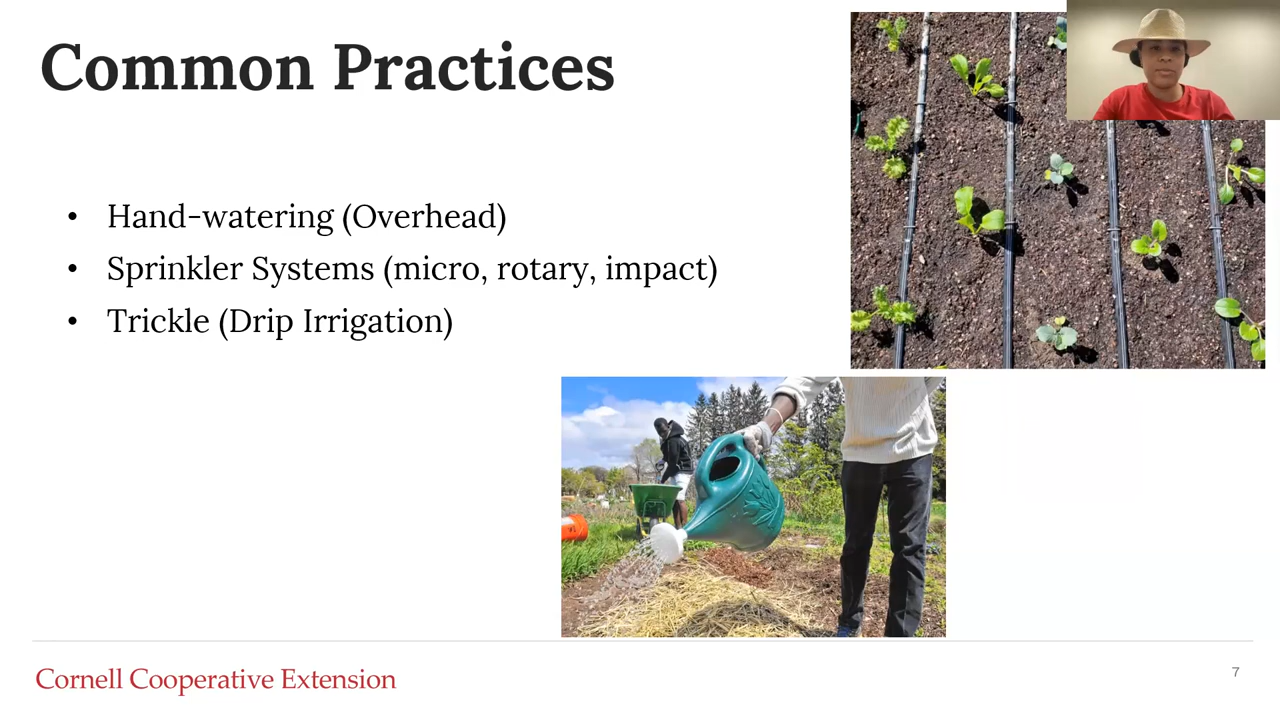 Common Practices
• Hand-watering (Overhead)
• Sprinkler Systems (micro, rotary, impact)
• Trickle (Drip Irrigation)
Cornell Cooperative Extension
7